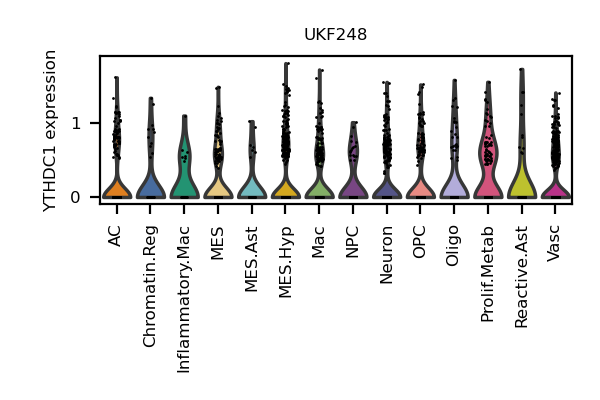 UKF248
YTHDC1 expression
1
0
AC
Chromatin.Reg
Inflammatory.Mac
MES
MES.Ast
MES.Hyp
Mac
NPC
Neuron
OPC
Oligo
Prolif.Metab
Reactive.Ast
Vasc